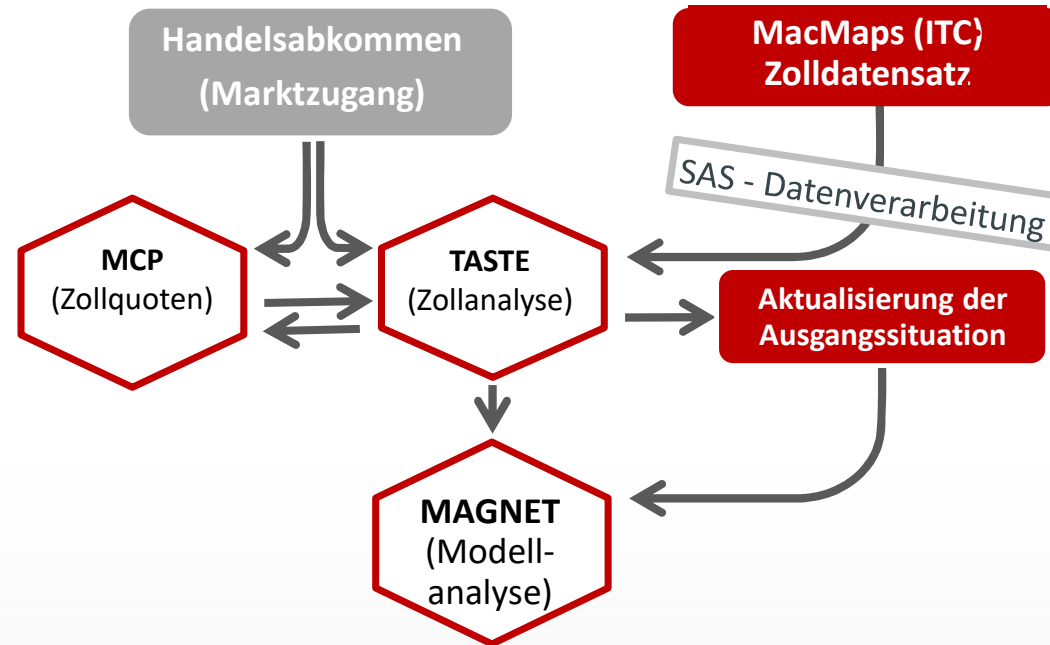 Handelsabkommen
(Marktzugang)
MacMaps (ITC)
Zolldatensatz
SAS - Datenverarbeitung
MCP
(Zollquoten)
TASTE
(Zollanalyse)
Aktualisierung der
Ausgangssituation
MAGNET
(Modell-
analyse)